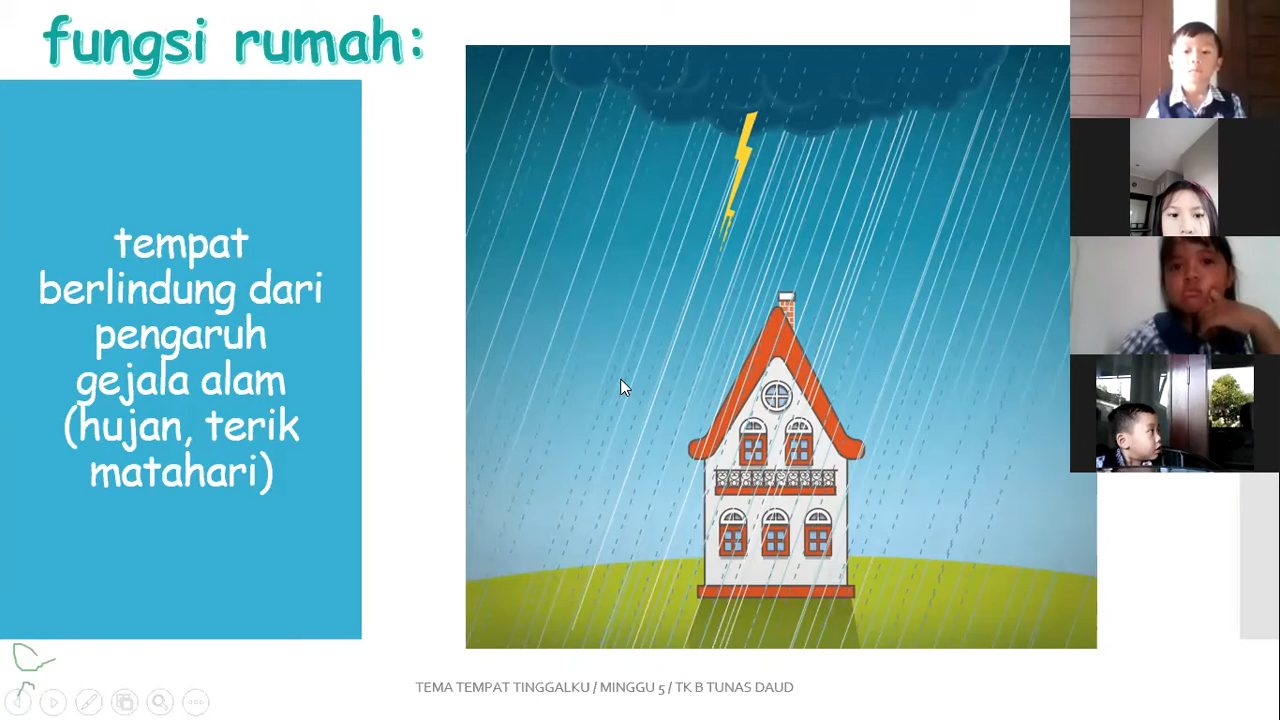 fungsi rumah:
tempat
berlindung dari
pengaruh
gejala alam
(hujan, terik
matahari)
TEMA TEMPAT TINGGALKU / MINGGU 5 / TK B TUNAS DAUD